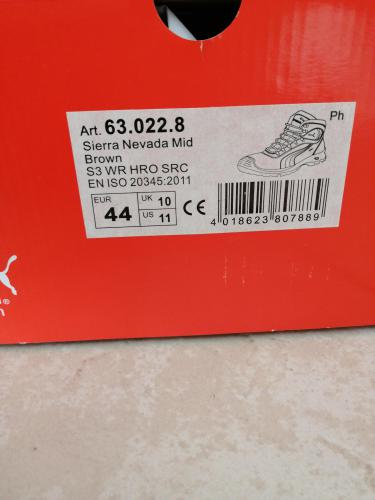 Art. 63.022.8
Ph
Sierra Nevada Mid
Brown
S3 WR HRO SRC
EN ISO 20345:2011
EUR 44
UK 10
US 11
CE
4 018623 807889